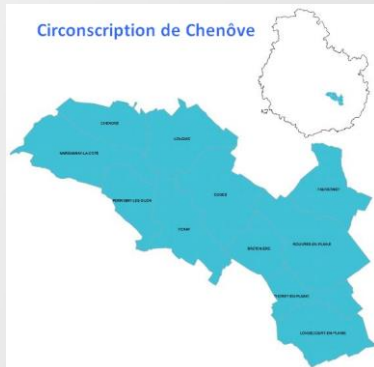 Circonscription de Chenôve
CHENOVE
LONGVIC
MARSANNAY-LA-COTE
PERRIGNY-LES-DIJON
OUGES
FAUVERNEY
BRETENIERE
ROUVRES-EN-PLAINE
THOREY-EN-PLAINE
LONGECOURT-EN-PLAINE